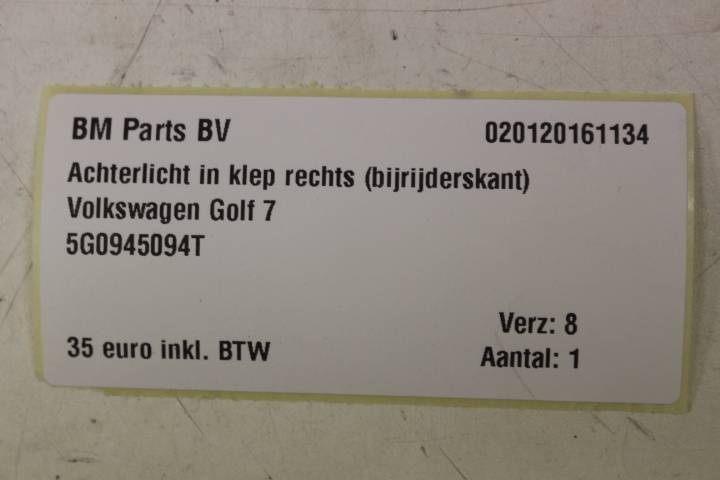 BM Parts BV 020120161134
Achterlicht in klep rechts (bijrijderskant)
Volkswagen Golf 7
5G0945094T
Verz: 8
35 euro inkl. BTW Aantal: 1